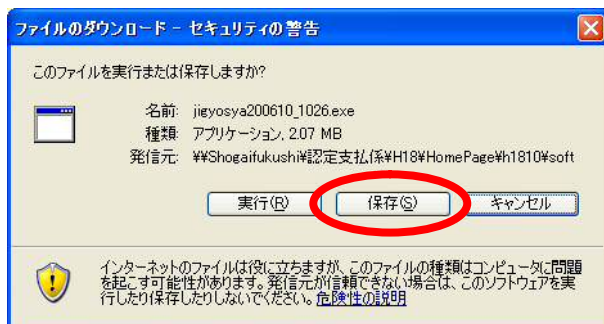 ファイルのダウンロード - セキュリティの警告
このファイルを実行または保存しますか?
名前: jigyosya200610_1026.exe
種類: アプリケーション, 2.07 MB
発信元: ¥¥Shogaifukushi¥認定支払係¥H18¥HomePage¥h1810¥soft
実行(R) 保存(S) キャンセル
インターネットのファイルは役に立ちますが、このファイルの種類はコンピュータに問題
を起こす可能性があります。発信元が信頼できない場合は、このソフトウェアを実
行したり保存したりしないでください。危険性の説明